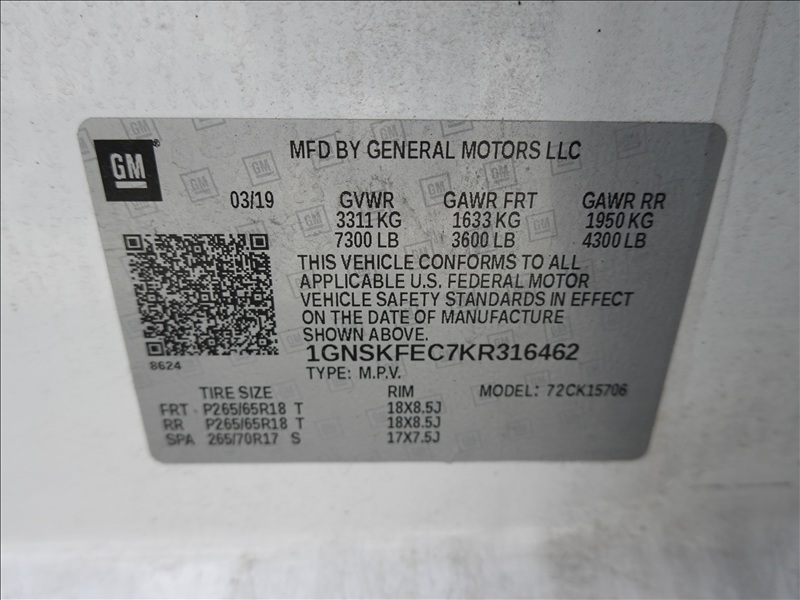 GM
MFD BY GENERAL MOTORS LLC
03/19 GVWR GAWR FRT GAWR RR
3311 KG 1633 KG 1950 KG
7300 LB 3600 LB 4300 LB
THIS VEHICLE CONFORMS TO ALL
APPLICABLE U.S. FEDERAL MOTOR
VEHICLE SAFETY STANDARDS IN EFFECT
ON THE DATE OF MANUFACTURE
SHOWN ABOVE.
1GNSKFEC7KR316462
8624
TYPE: M.P.V.
TIRE SIZE RIM MODEL: 72CK15706
FRT P265/65R18 T 18X8.5J
RR P265/65R18 T 18X8.5J
SPA 265/70R17 S 17X7.5J